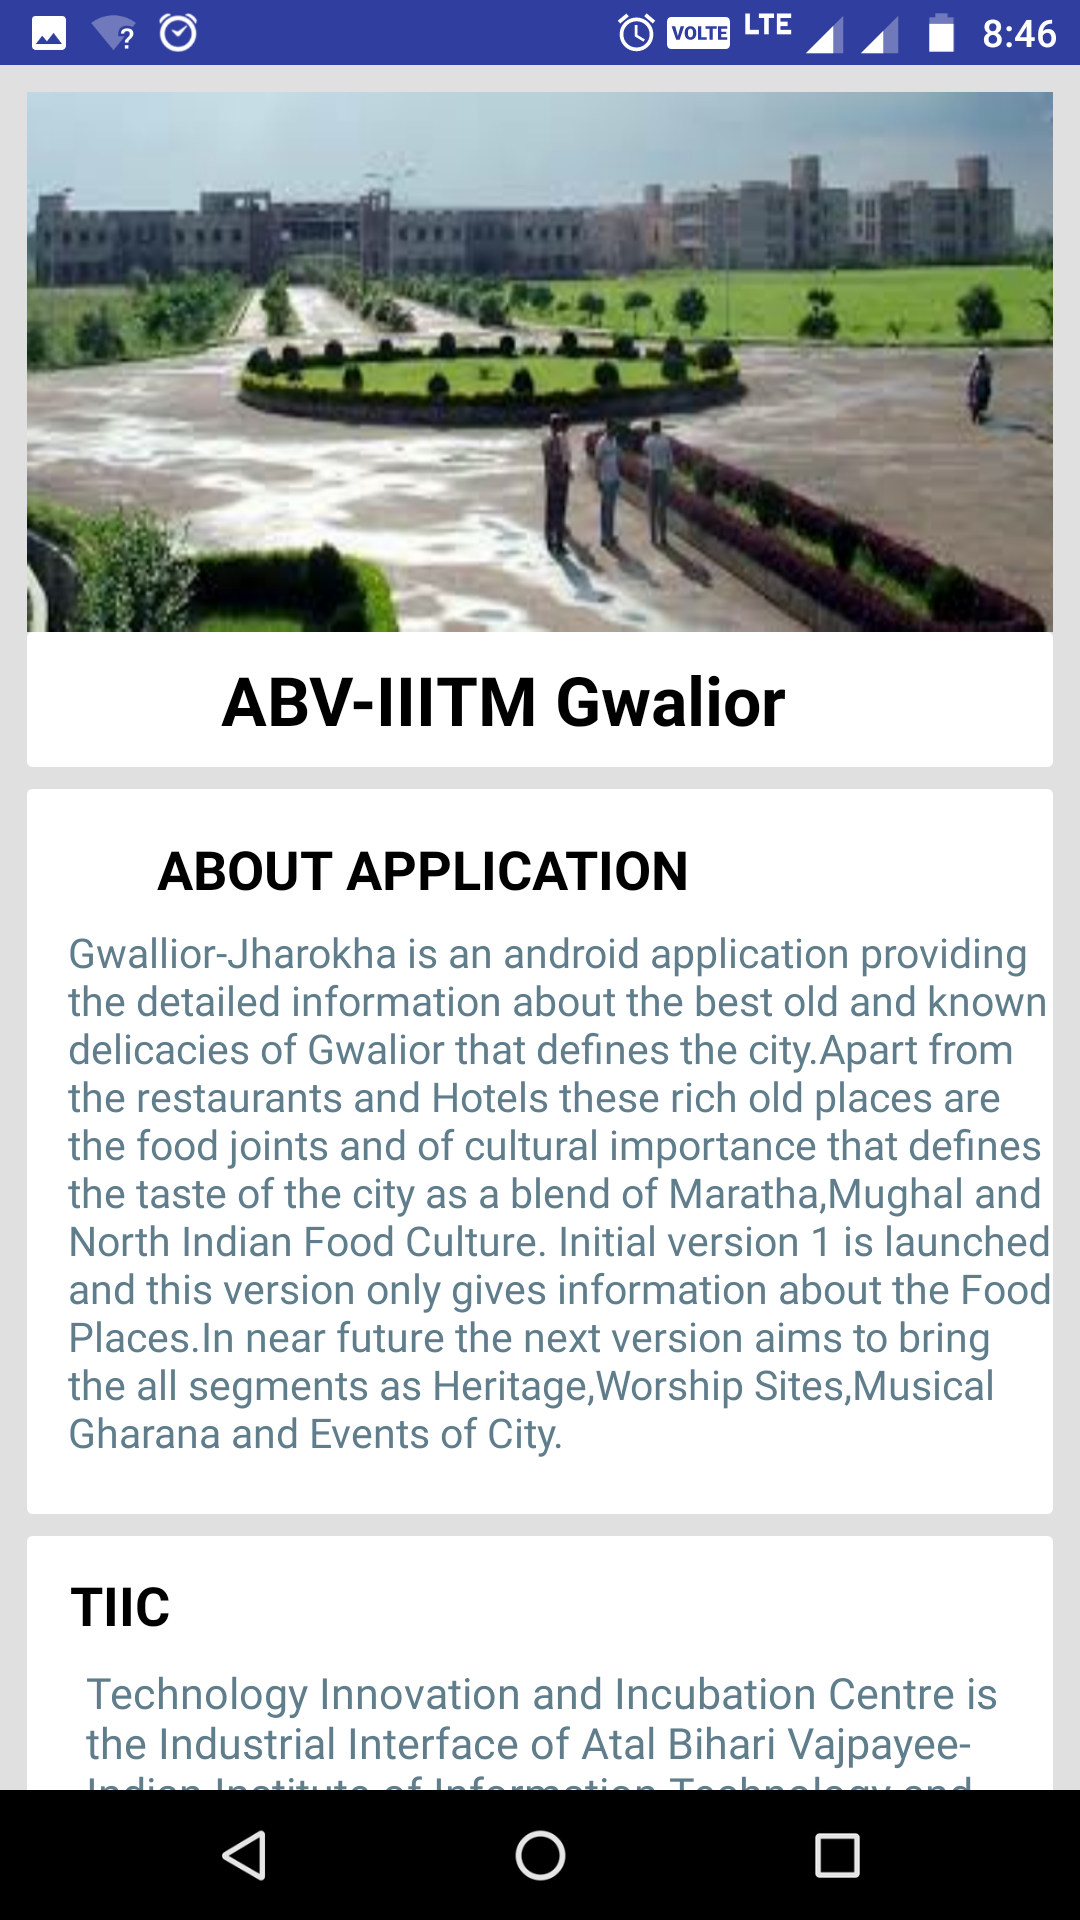 ? VOLTE LTE 8:46
ABV-IIITM Gwalior
ABOUT APPLICATION
Gwallior-Jharokha is an android application providing
the detailed information about the best old and known
delicacies of Gwalior that defines the city.Apart from
the restaurants and Hotels these rich old places are
the food joints and of cultural importance that defines
the taste of the city as a blend of Maratha,Mughal and
North Indian Food Culture. Initial version 1 is launched
and this version only gives information about the Food
Places.In near future the next version aims to bring
the all segments as Heritage,Worship Sites,Musical
Gharana and Events of City.
TIIC
Technology Innovation and Incubation Centre is
the Industrial Interface of Atal Bihari Vajpayee-
Indian Institute of Information Technology and